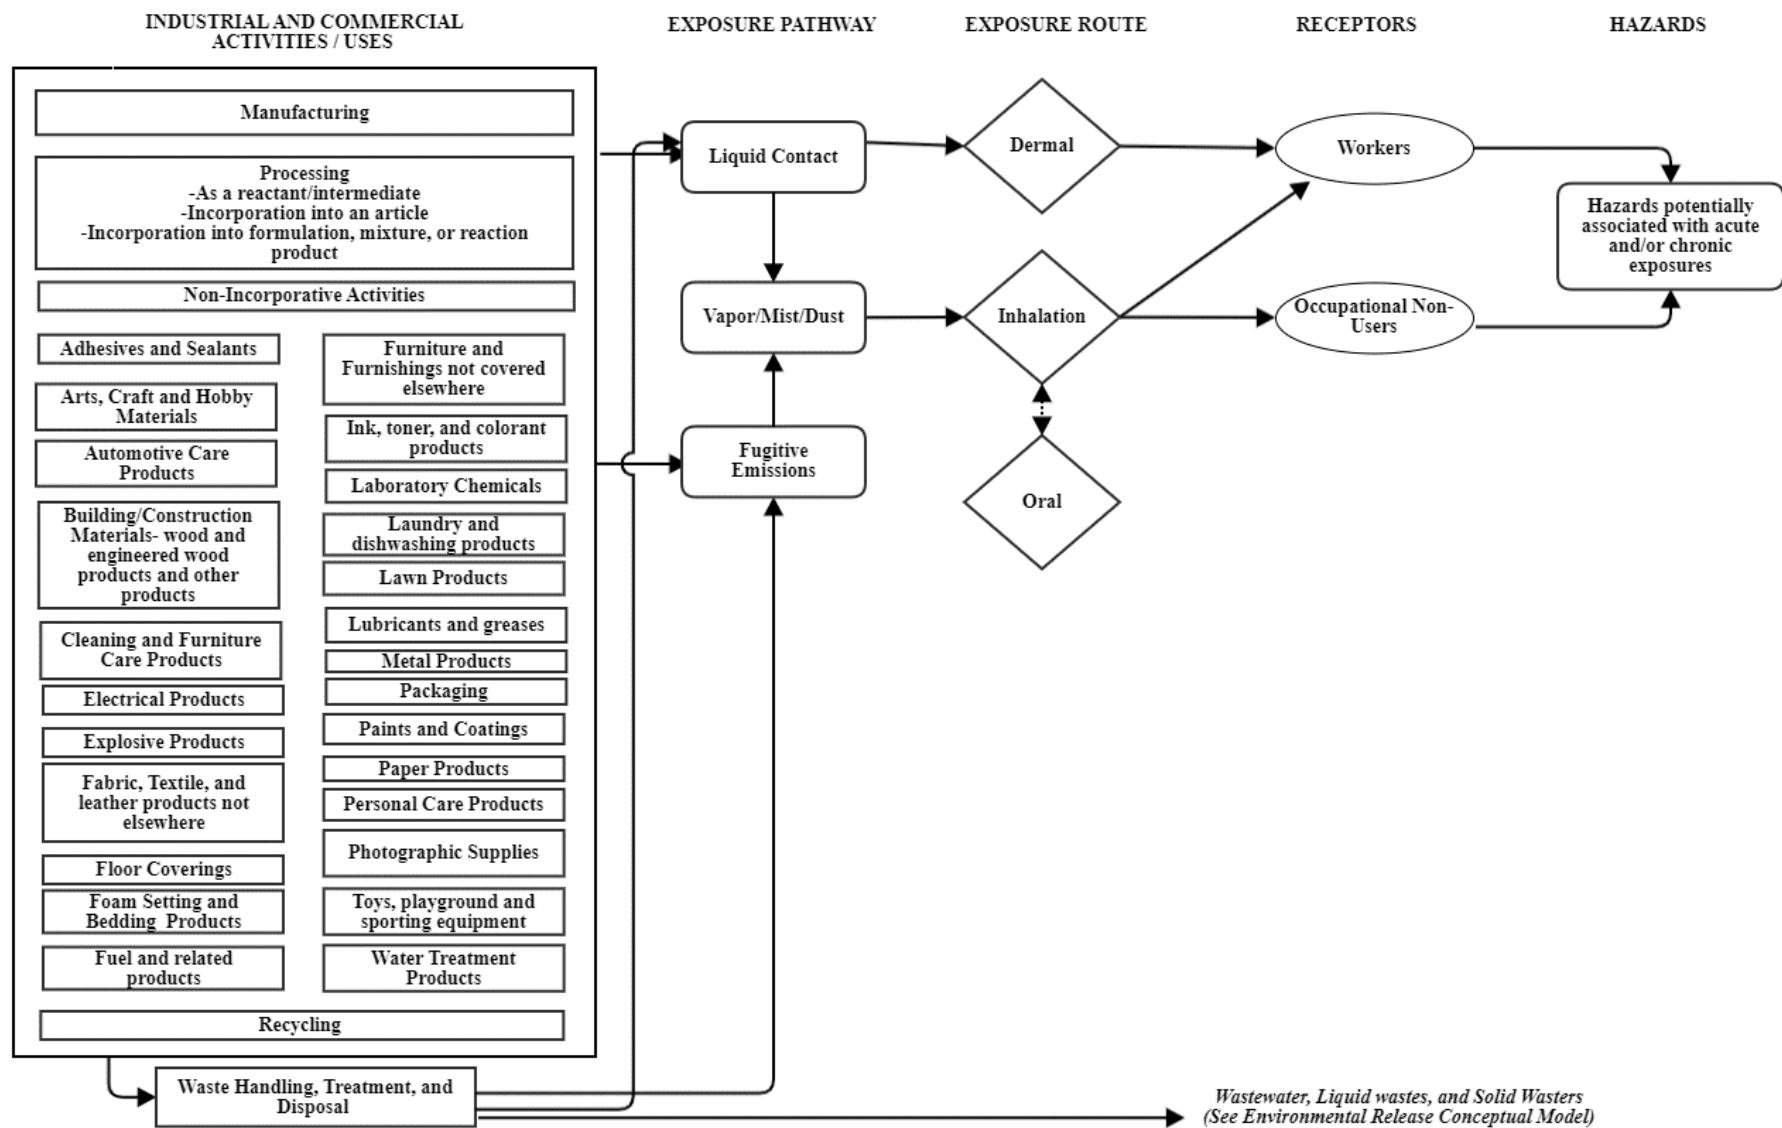 INDUSTRIAL AND COMMERCIAL
ACTIVITIES / USES
EXPOSURE PATHWAY
EXPOSURE ROUTE
RECEPTORS
HAZARDS
Manufacturing
Processing
-As a reactant/intermediate
-Incorporation into an article
-Incorporation into formulation, mixture, or reaction
product
Non-Incorporative Activities
Adhesives and Sealants
Arts, Craft and Hobby
Materials
Automotive Care
Products
Building/Construction
Materials- wood and
engineered wood
products and other
products
Cleaning and Furniture
Care Products
Electrical Products
Explosive Products
Fabric, Textile, and
leather products not
elsewhere
Floor Coverings
Foam Setting and
Bedding Products
Fuel and related
products
Furniture and
Furnishings not covered
elsewhere
Ink, toner, and colorant
products
Laboratory Chemicals
Laundry and
dishwashing products
Lawn Products
Lubricants and greases
Metal Products
Packaging
Paints and Coatings
Paper Products
Personal Care Products
Photographic Supplies
Toys, playground and
sporting equipment
Water Treatment
Products
Recycling
Waste Handling, Treatment, and
Disposal
Liquid Contact
Vapor/Mist/Dust
Fugitive
Emissions
Dermal
Inhalation
Oral
Workers
Occupational Non-
Users
Hazards potentially
associated with acute
and/or chronic
exposures
Wastewater, Liquid wastes, and Solid Wasters
(See Environmental Release Conceptual Model)